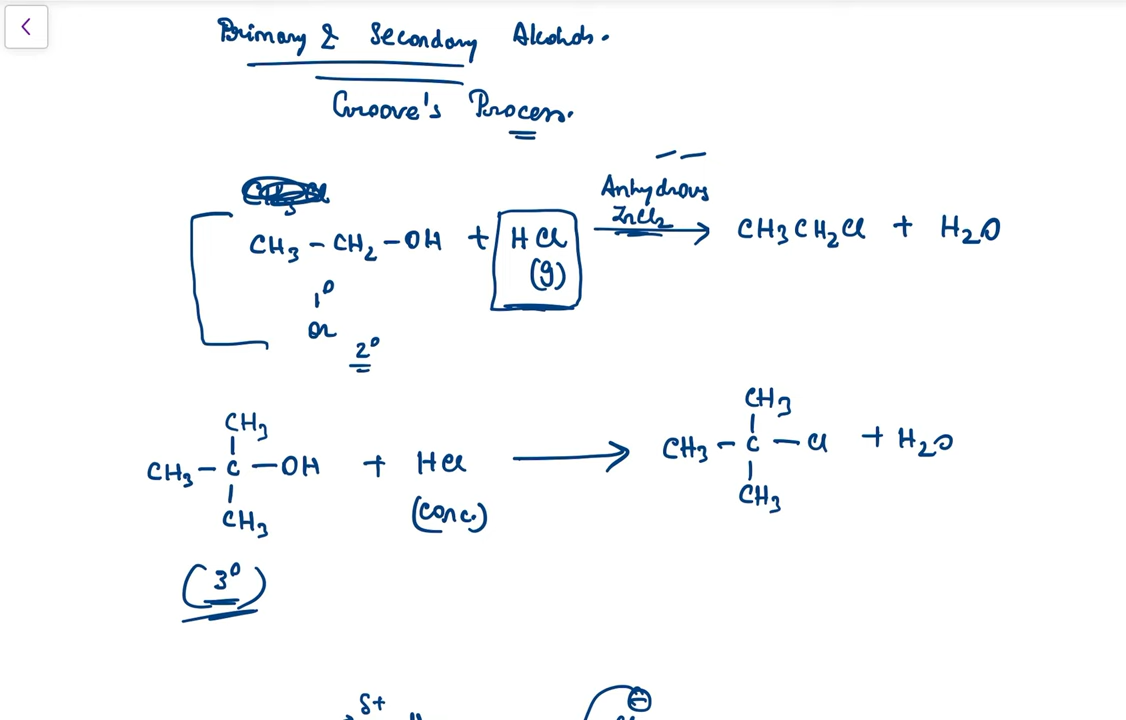 Primary & Secondary Alcohols.
Groove's Process.
Anhydrous
ZnCl₂
CH₃ – CH₂ – OH + HCl → CH₃CH₂Cl + H₂O
(g)
1°
or
2°
CH₃ CH₃
CH₃ – C – OH + HCl → CH₃ – C – Cl + H₂O
CH₃ (conc.) CH₃
(3°)
δ+ ⊖